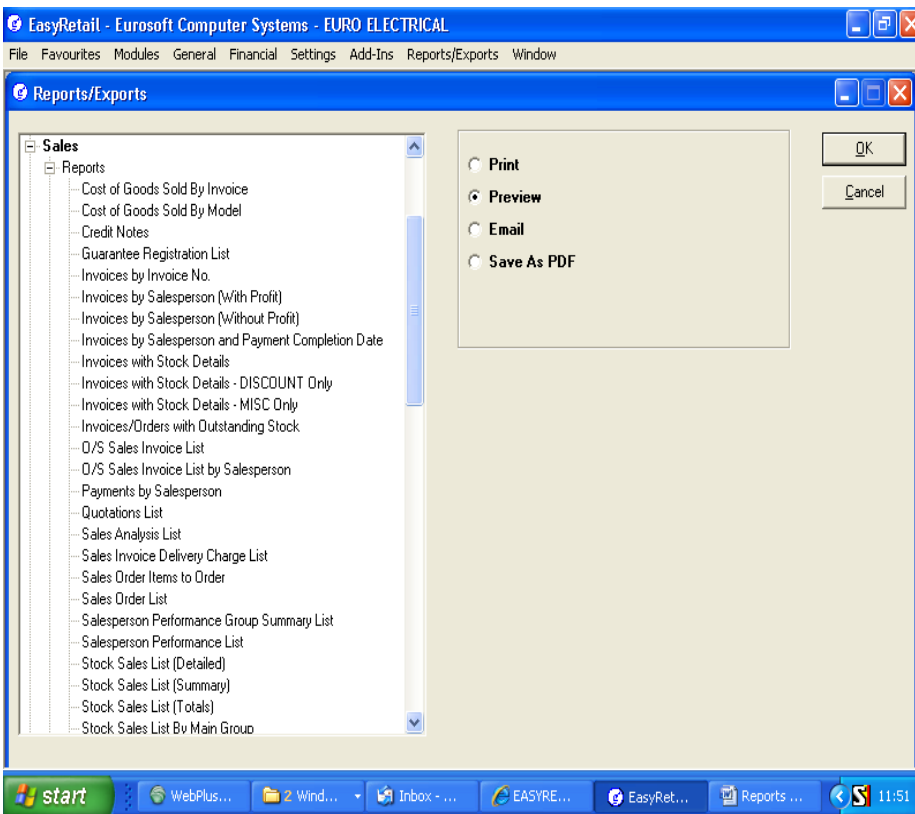 EasyRetail - Eurosoft Computer Systems - EURO ELECTRICAL
File Favourites Modules General Financial Settings Add-Ins Reports/Exports Window
Reports/Exports
Sales
Reports
Cost of Goods Sold By Invoice
Cost of Goods Sold By Model
Credit Notes
Guarantee Registration List
Invoices by Invoice No.
Invoices by Salesperson (With Profit)
Invoices by Salesperson (Without Profit)
Invoices by Salesperson and Payment Completion Date
Invoices with Stock Details
Invoices with Stock Details - DISCOUNT Only
Invoices with Stock Details - MISC Only
Invoices/Orders with Outstanding Stock
O/S Sales Invoice List
O/S Sales Invoice List by Salesperson
Payments by Salesperson
Quotations List
Sales Analysis List
Sales Invoice Delivery Charge List
Sales Order Items to Order
Sales Order List
Salesperson Performance Group Summary List
Salesperson Performance List
Stock Sales List (Detailed)
Stock Sales List (Summary)
Stock Sales List (Totals)
Stock Sales List By Main Group
Print
Preview
Email
Save As PDF
OK
Cancel
start WebPlus... 2 Wind... Inbox - ... EASYRE... EasyRet... Reports ... S 11:51